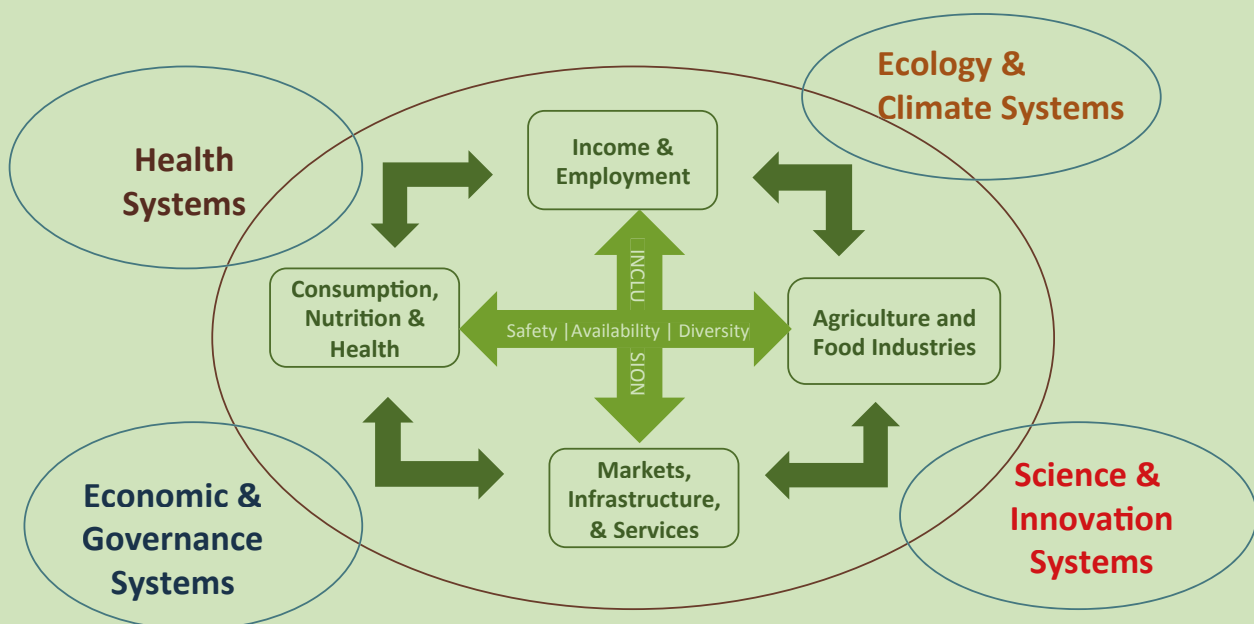 Ecology &
Climate Systems
Health
Systems
Income &
Employment
Consumption,
Nutrition &
Health
INCLU
SION
Safety |Availability | Diversity
Agriculture and
Food Industries
Markets,
Infrastructure,
& Services
Economic &
Governance
Systems
Science &
Innovation
Systems